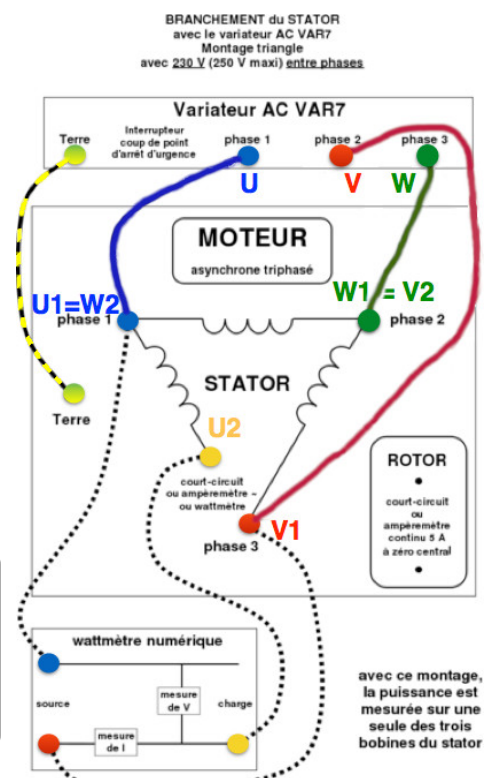 BRANCHEMENT du STATOR
avec le variateur AC VAR7
Montage triangle
avec 230 V (250 V maxi) entre phases
Variateur AC VAR7
Terre
Interrupteur
coup de point
d'arrêt d'urgence
phase 1
phase 2
phase 3
U
V
W
MOTEUR
asynchrone triphasé
U1=W2
W1 = V2
phase 1
phase 2
STATOR
Terre
U2
court-circuit
ou ampèremètre ~
ou wattmètre
V1
phase 3
ROTOR
court-circuit
ou
ampèremètre
continu 5 A
à zéro central
wattmètre numérique
source
mesure
de V
charge
mesure
de I
avec ce montage,
la puissance est
mesurée sur une
seule des trois
bobines du stator